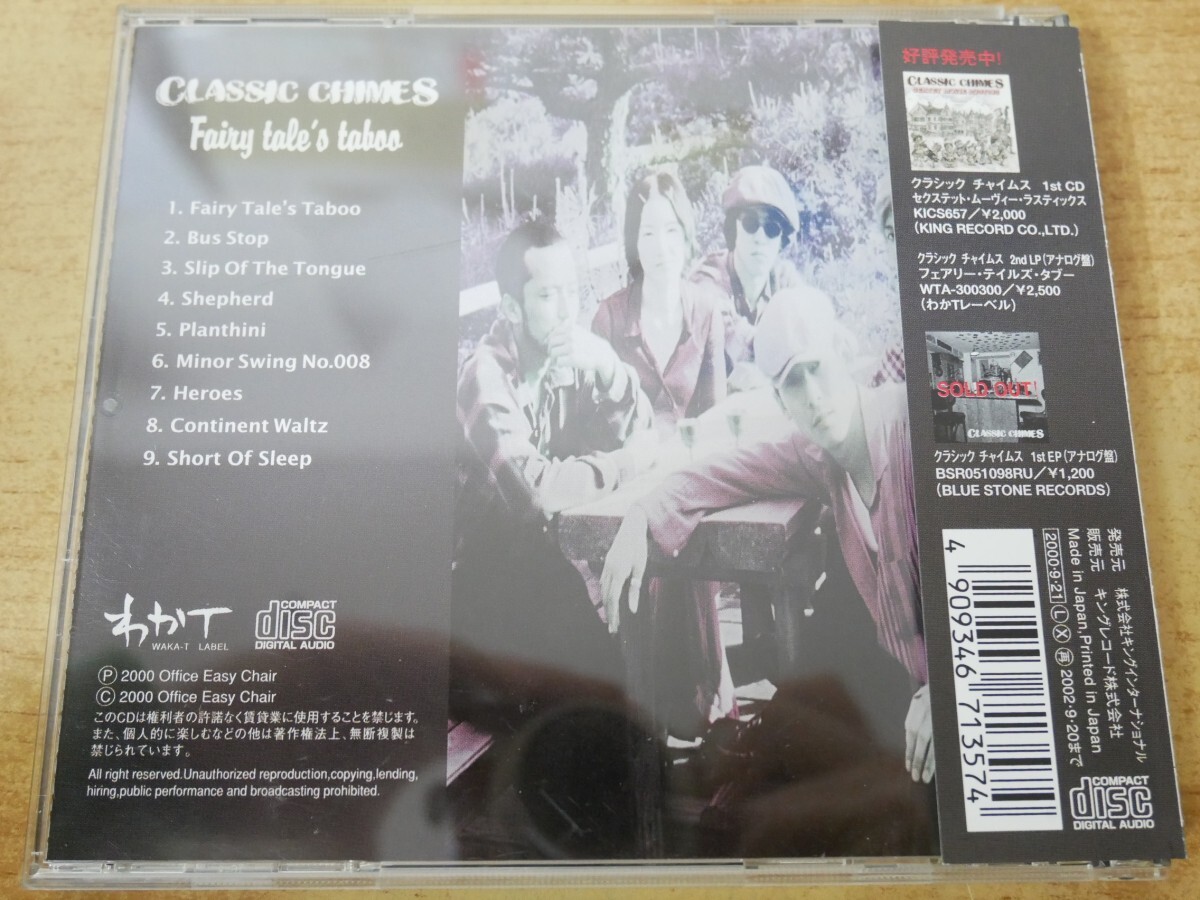 CLASSIC CHIMES
Fairy tale's taboo
1. Fairy Tale's Taboo
2. Bus Stop
3. Slip Of The Tongue
4. Shepherd
5. Planthini
6. Minor Swing No.008
7. Heroes
8. Continent Waltz
9. Short Of Sleep
わかT
WAKA-T LABEL
COMPACT
disc
DIGITAL AUDIO
Ⓟ 2000 Office Easy Chair
Ⓒ 2000 Office Easy Chair
このCDは権利者の許諾なく賃貸業に使用することを禁じます。
また、個人的に楽しむなどの他は著作権法上、無断複製は
禁じられています。
All right reserved.Unauthorized reproduction,copying,lending,
hiring,public performance and broadcasting prohibited.
好評発売中!
CLASSIC CHIMES
クラシック チャイムス 1st CD
セクステット・ムーヴィー・ラスティックス
KICS657/¥2,000
(KING RECORD CO.,LTD.)
クラシック チャイムス 2nd LP(アナログ盤)
フェアリー・テイルズ・タブー
WTA-300300/¥2,500
(わかTレーベル)
SOLD OUT!
CLASSIC CHIMES
クラシック チャイムス 1st EP(アナログ盤)
BSR051098RU/¥1,200
(BLUE STONE RECORDS)
4 909346 713574
発売元 株式会社キングインターナショナル
販売元 キングレコード株式会社
Made in Japan,Printed in Japan
2000・9・21 Ⓛ Ⓧ ㊞再 2002・9・20まで
COMPACT
disc
DIGITAL AUDIO